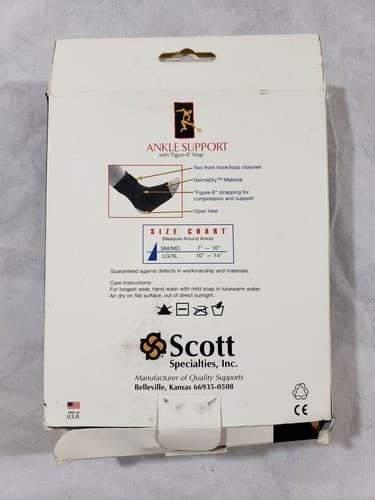 ANKLE SUPPORT
with "Figure-8" Strap
Two front hook/loop closures
DermaDry™ Material
"Figure-8" strapping for
compression and support
Open heel
SIZE CHART
(Measure Around Ankle)
SM/MD 7" – 10"
LG/XL 10" – 14"
Guaranteed against defects in workmanship and materials.
Care instructions:
For longest wear, hand wash with mild soap in lukewarm water.
Air dry on flat surface, out of direct sunlight.
Scott
Specialties, Inc.
Manufacturer of Quality Supports
Belleville, Kansas 66935-0508
MADE IN
U.S.A.
CE